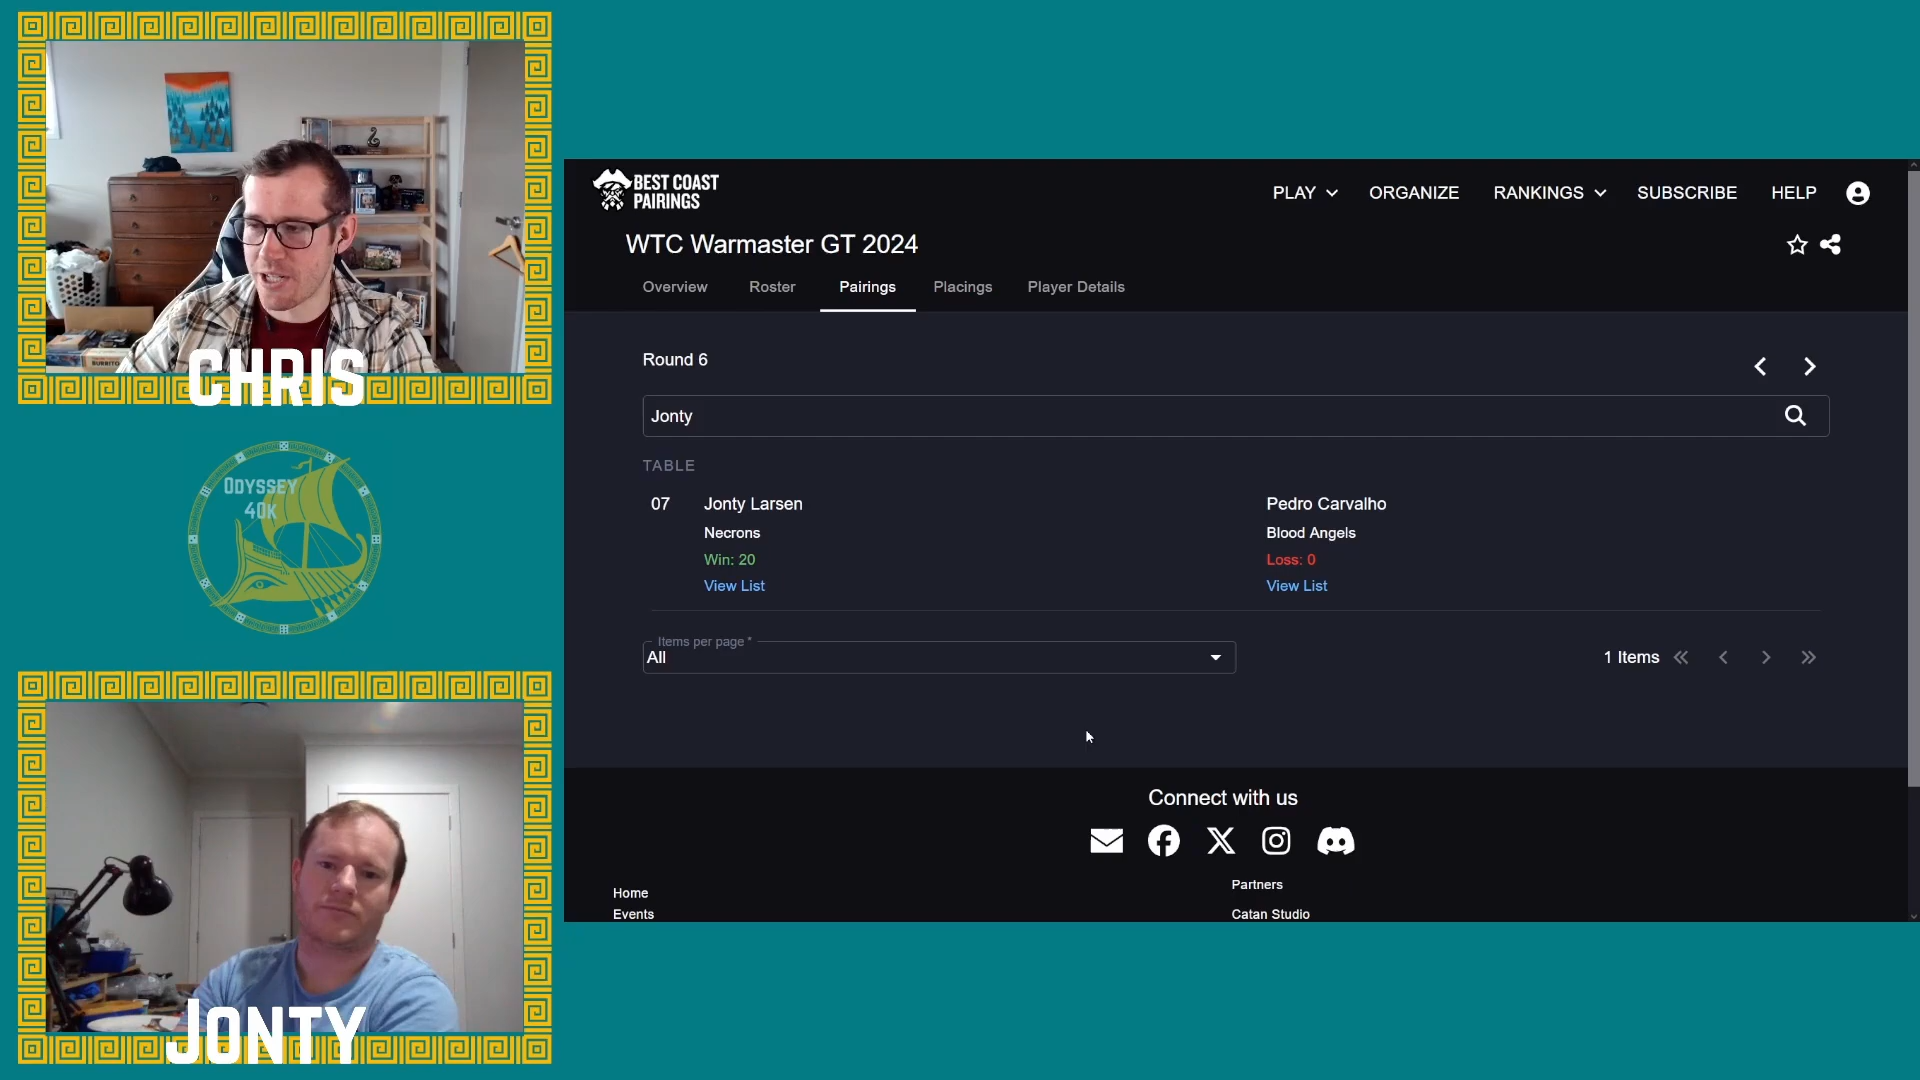 CHRIS
ODYSSEY
40K
JONTY
BEST COAST
PAIRINGS
PLAY
ORGANIZE
RANKINGS
SUBSCRIBE
HELP
WTC Warmaster GT 2024
Overview
Roster
Pairings
Placings
Player Details
Round 6
Jonty
TABLE
07
Jonty Larsen
Necrons
Win: 20
View List
Pedro Carvalho
Blood Angels
Loss: 0
View List
Items per page *
All
1 Items
Connect with us
Home
Events
Partners
Catan Studio